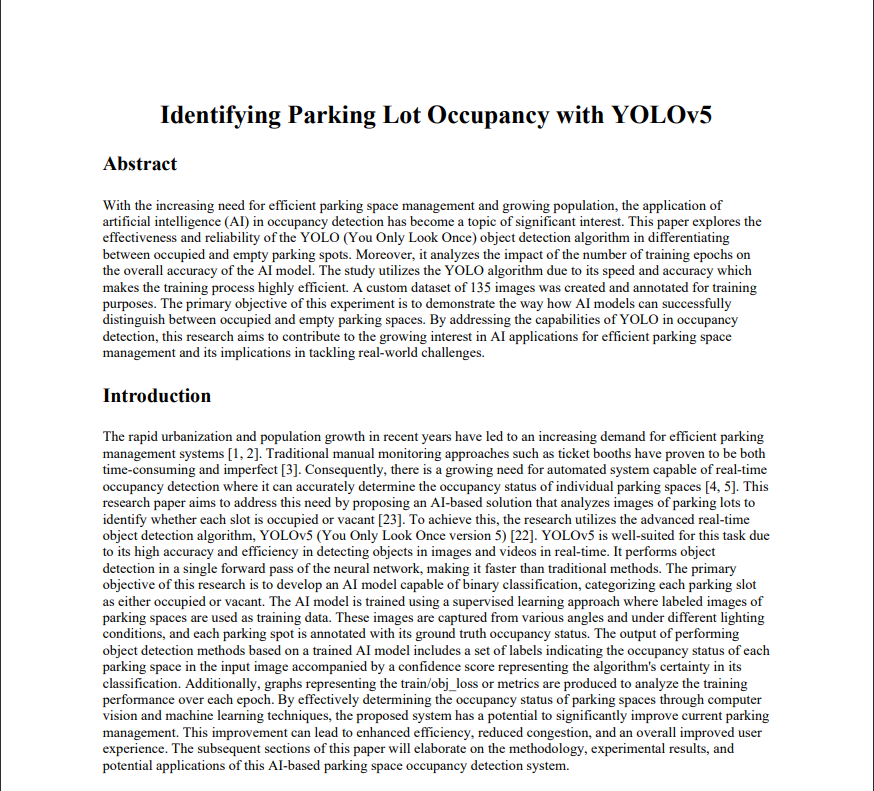 Identifying Parking Lot Occupancy with YOLOv5
Abstract
With the increasing need for efficient parking space management and growing population, the application of
artificial intelligence (AI) in occupancy detection has become a topic of significant interest. This paper explores the
effectiveness and reliability of the YOLO (You Only Look Once) object detection algorithm in differentiating
between occupied and empty parking spots. Moreover, it analyzes the impact of the number of training epochs on
the overall accuracy of the AI model. The study utilizes the YOLO algorithm due to its speed and accuracy which
makes the training process highly efficient. A custom dataset of 135 images was created and annotated for training
purposes. The primary objective of this experiment is to demonstrate the way how AI models can successfully
distinguish between occupied and empty parking spaces. By addressing the capabilities of YOLO in occupancy
detection, this research aims to contribute to the growing interest in AI applications for efficient parking space
management and its implications in tackling real-world challenges.
Introduction
The rapid urbanization and population growth in recent years have led to an increasing demand for efficient parking
management systems [1, 2]. Traditional manual monitoring approaches such as ticket booths have proven to be both
time-consuming and imperfect [3]. Consequently, there is a growing need for automated system capable of real-time
occupancy detection where it can accurately determine the occupancy status of individual parking spaces [4, 5]. This
research paper aims to address this need by proposing an AI-based solution that analyzes images of parking lots to
identify whether each slot is occupied or vacant [23]. To achieve this, the research utilizes the advanced real-time
object detection algorithm, YOLOv5 (You Only Look Once version 5) [22]. YOLOv5 is well-suited for this task due
to its high accuracy and efficiency in detecting objects in images and videos in real-time. It performs object
detection in a single forward pass of the neural network, making it faster than traditional methods. The primary
objective of this research is to develop an AI model capable of binary classification, categorizing each parking slot
as either occupied or vacant. The AI model is trained using a supervised learning approach where labeled images of
parking spaces are used as training data. These images are captured from various angles and under different lighting
conditions, and each parking spot is annotated with its ground truth occupancy status. The output of performing
object detection methods based on a trained AI model includes a set of labels indicating the occupancy status of each
parking space in the input image accompanied by a confidence score representing the algorithm's certainty in its
classification. Additionally, graphs representing the train/obj_loss or metrics are produced to analyze the training
performance over each epoch. By effectively determining the occupancy status of parking spaces through computer
vision and machine learning techniques, the proposed system has a potential to significantly improve current parking
management. This improvement can lead to enhanced efficiency, reduced congestion, and an overall improved user
experience. The subsequent sections of this paper will elaborate on the methodology, experimental results, and
potential applications of this AI-based parking space occupancy detection system.